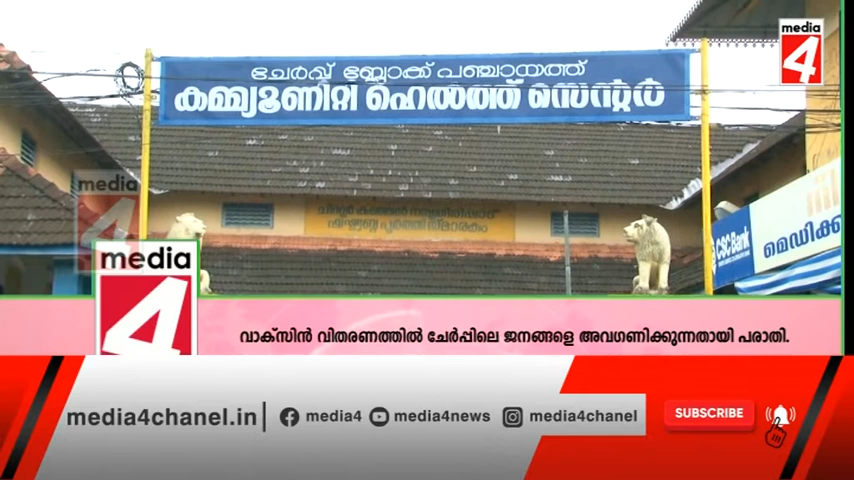 media
4
ചേർപ്പ് ബ്ലോക്ക് പഞ്ചാനത്ത്
കമ്മ്യൂണിറ്റി ഹെൽത്ത് സെന്റർ
media
4
CSC Bank
മെഡിക്ക
media
4
വാക്സിൻ വിതരണത്തിൽ ചേർപ്പിലെ ജനങ്ങളെ അവഗണിക്കുന്നതായി പരാതി.
media4chanel.in
media4
media4news
media4chanel
SUBSCRIBE